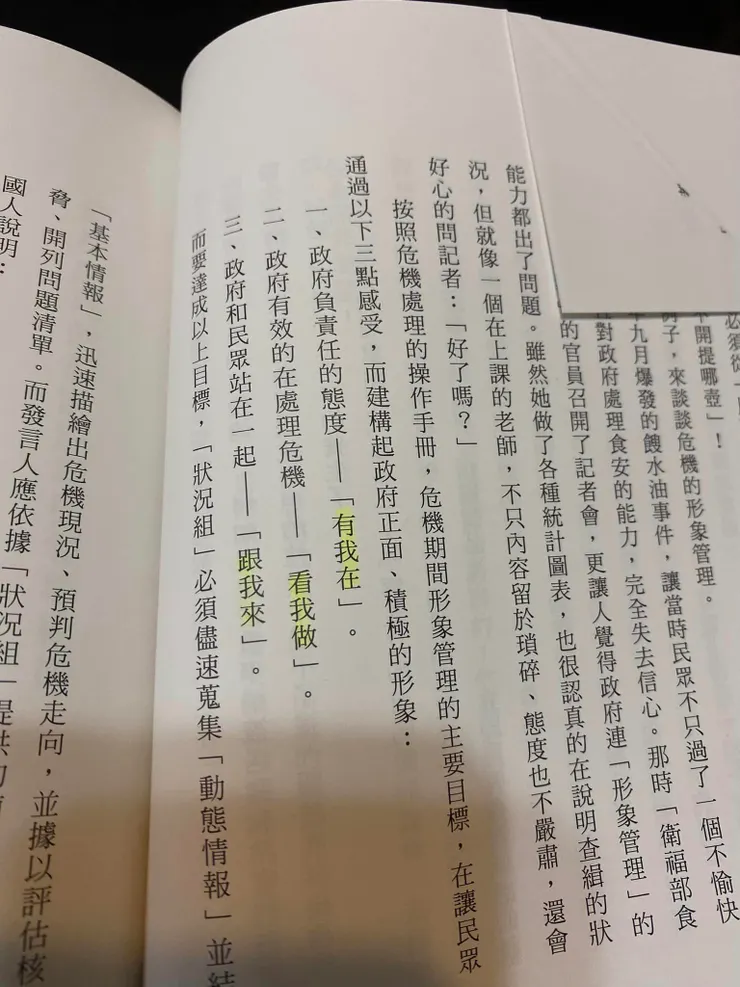 必須從「
開提哪壺」！
例子，來談談危機的形象管理。
年九月爆發的餿水油事件，讓當時民眾不只過了一個不愉快
對政府處理食安的能力，完全失去信心。那時「衛福部食
的官員召開了記者會，更讓人覺得政府連「形象管理」的
能力都出了問題。雖然她做了各種統計圖表，也很認真的在說明查緝的狀
況，但就像一個在上課的老師，不只內容留於瑣碎、態度也不嚴肅，還會
好心的問記者：「好了嗎？」
按照危機處理的操作手冊，危機期間形象管理的主要目標，在讓民眾
通過以下三點感受，而建構起政府正面、積極的形象：
一、政府負責任的態度——「有我在」。
二、政府有效的在處理危機——「看我做」。
三、政府和民眾站在一起——「跟我來」。
而要達成以上目標，「狀況組」必須儘速蒐集「動態情報」並結
「基本情報」，迅速描繪出危機現況、預判危機走向，並據以評估核
脅、開列問題清單。而發言人應依據「狀況組」提供的
國人說明：